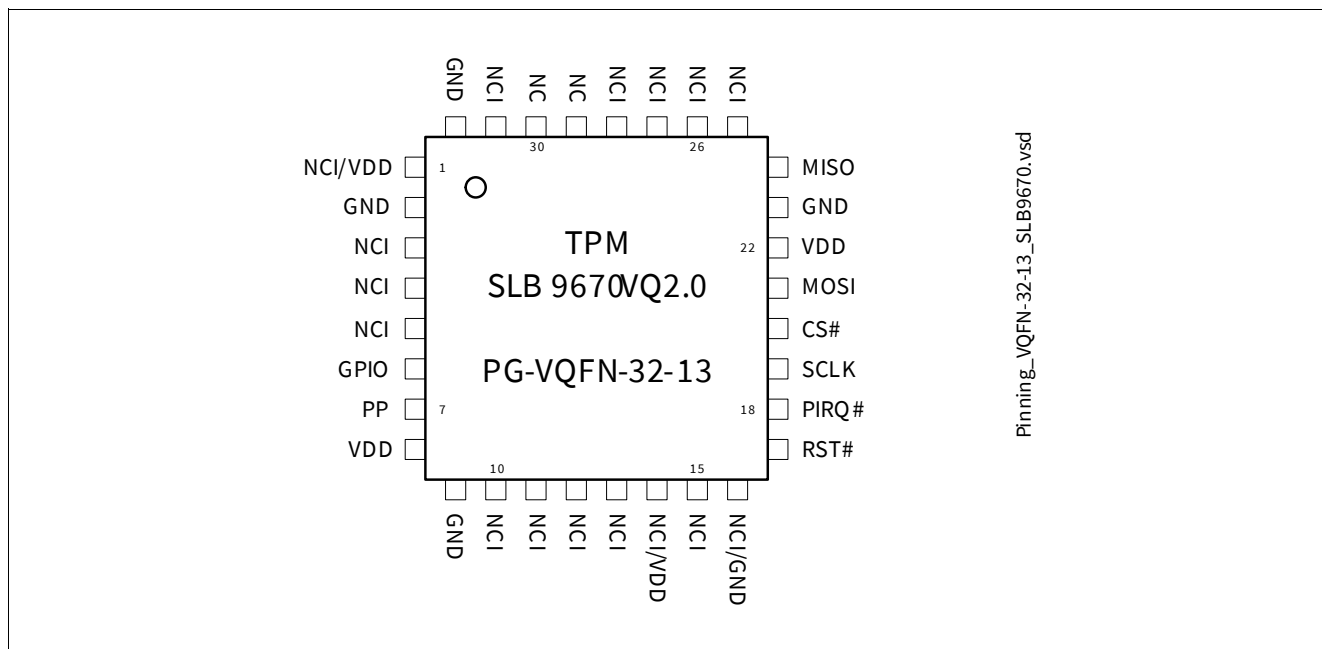 GND
NCI
NC
NC
NCI
NCI
NCI
NCI
30
26
NCI/VDD
1
MISO
GND
GND
NCI
22
VDD
NCI
MOSI
NCI
CS#
GPIO
SCLK
PP
7
18
PIRQ#
VDD
RST#
TPM
SLB 9670VQ2.0
PG-VQFN-32-13
10
15
GND
NCI
NCI
NCI
NCI
NCI/VDD
NCI
NCI/GND
Pinning_VQFN-32-13_SLB9670.vsd